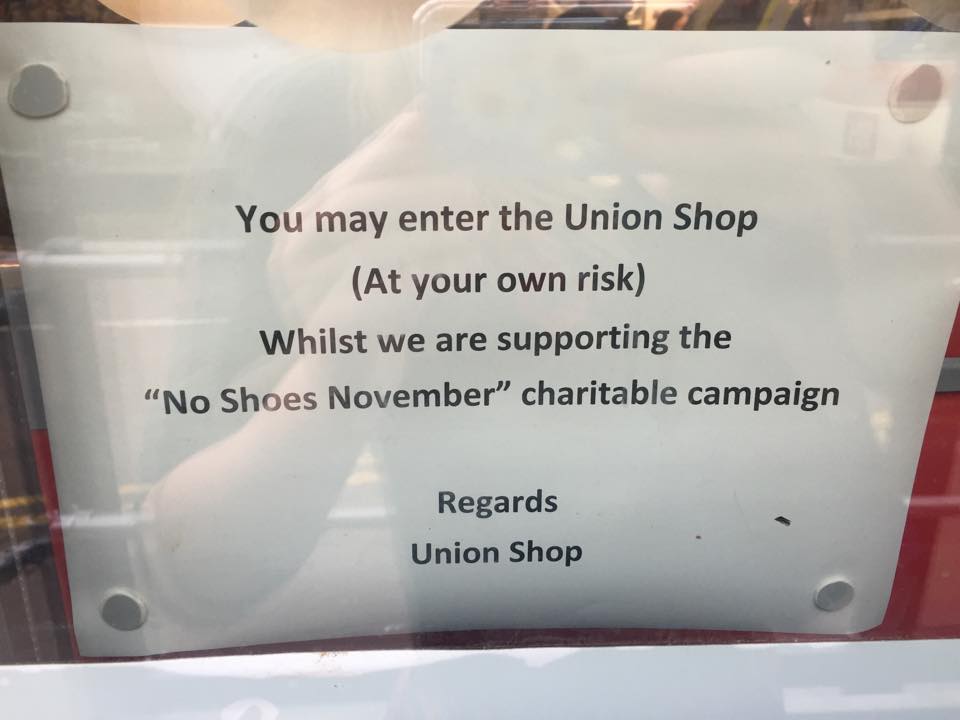 You may enter the Union Shop
(At your own risk)
Whilst we are supporting the
“No Shoes November” charitable campaign
Regards
Union Shop